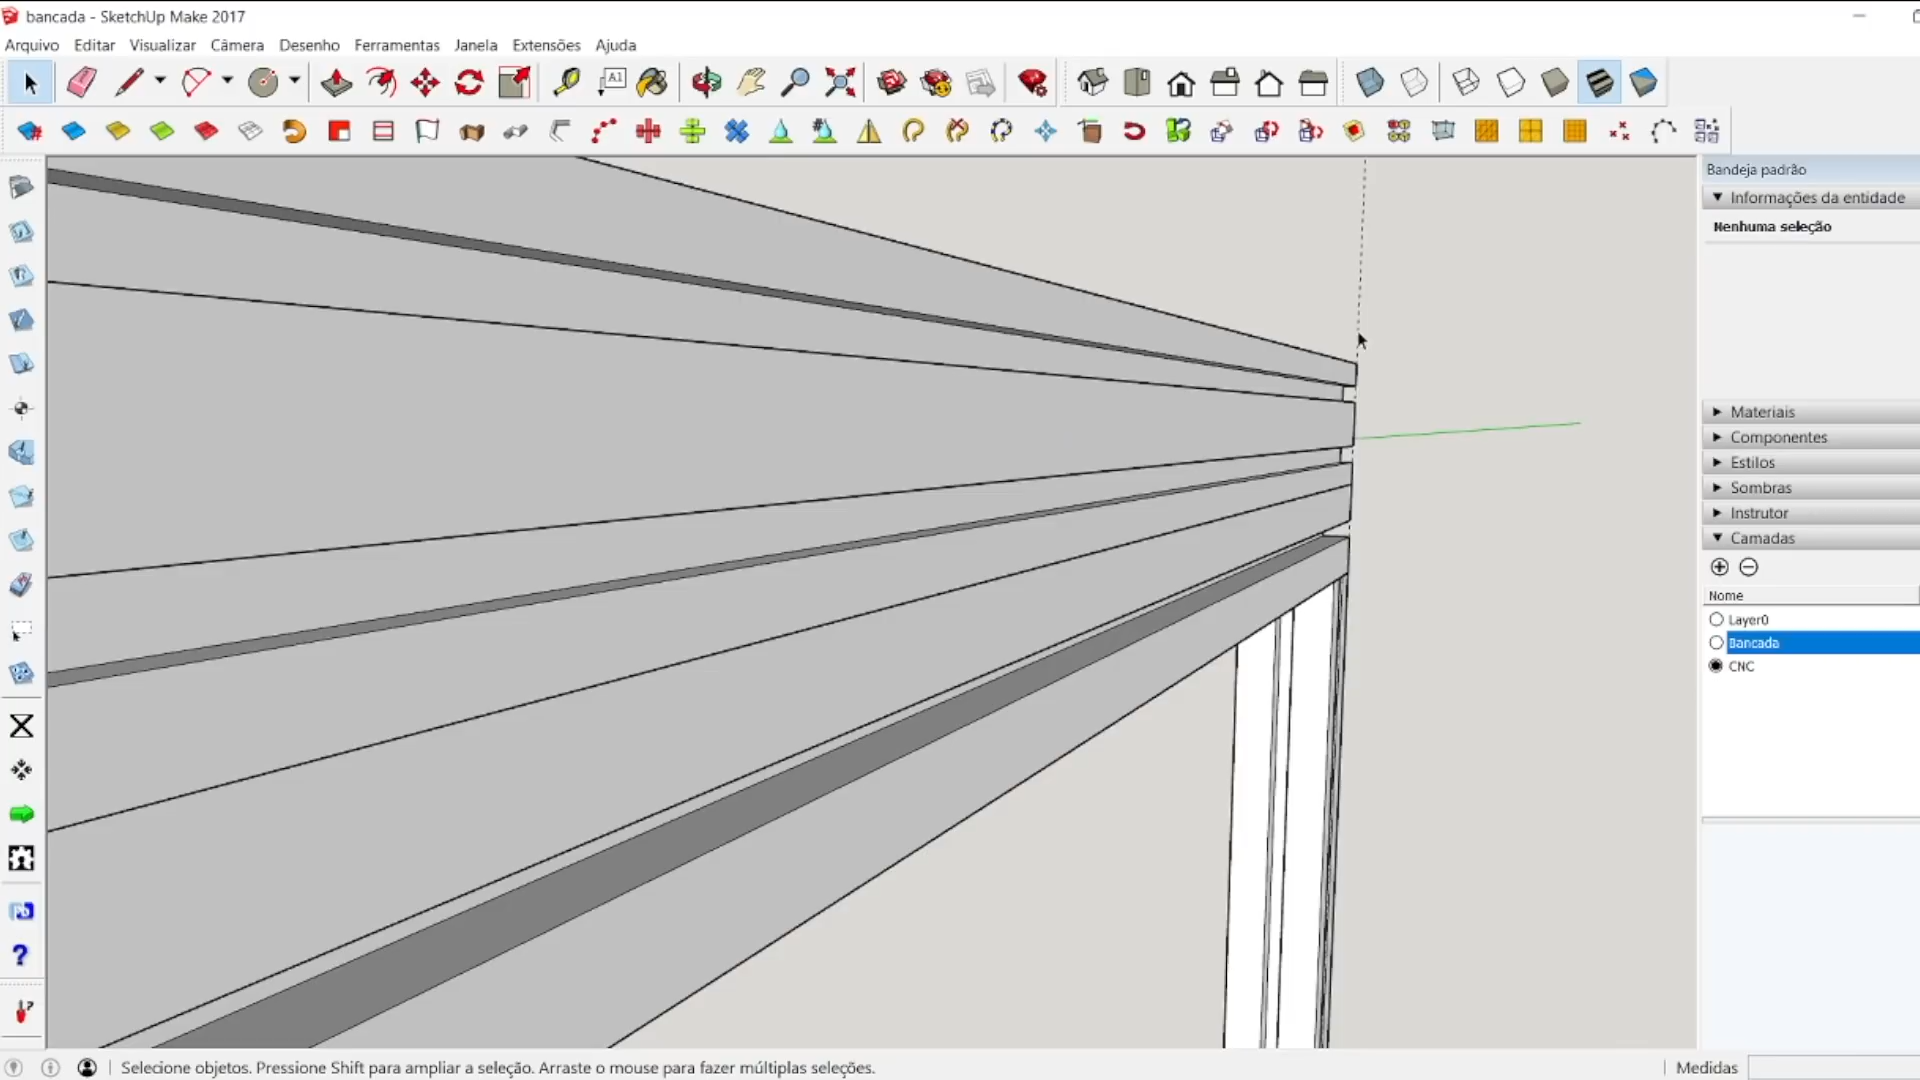 bancada - SketchUp Make 2017
Arquivo Editar Visualizar Câmera Desenho Ferramentas Janela Extensões Ajuda
A1
Bandeja padrão
Informações da entidade
Nenhuma seleção
Materiais
Componentes
Estilos
Sombras
Instrutor
Camadas
Nome
Layer0
Bancada
CNC
?
Selecione objetos. Pressione Shift para ampliar a seleção. Arraste o mouse para fazer múltiplas seleções.
Medidas